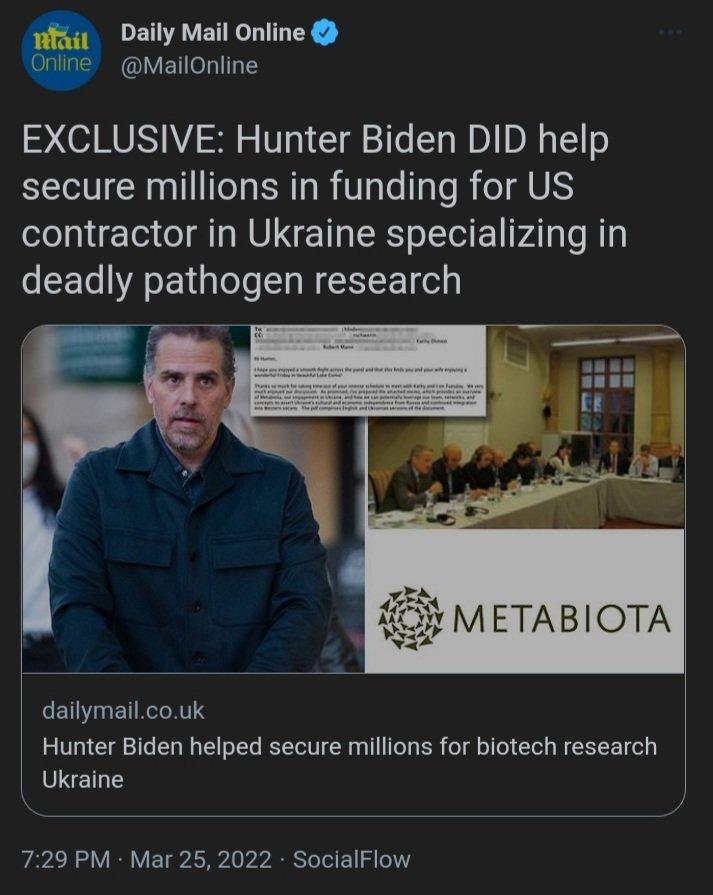 Mail
Online
Daily Mail Online
@MailOnline
EXCLUSIVE: Hunter Biden DID help
secure millions in funding for US
contractor in Ukraine specializing in
deadly pathogen research
To:
CC:
Robert Mann
Hi Hunter,
I hope you enjoyed a smooth flight across the pond and that this finds you and your wife enjoying a
wonderful Friday in beautiful Lake Como!
Thanks so much for taking time out of your intense schedule to meet with Kathy and I on Tuesday. We very
much enjoyed our discussion. As promised, I've prepared the attached memo, which provides an overview
of Metabiota, our engagement in Ukraine, and how we can potentially leverage our team, networks, and
concepts to assert Ukraine's cultural and economic independence from Russia and continued integration
into Western society. The pdf comprises English and Ukrainian versions of the document.
METABIOTA
dailymail.co.uk
Hunter Biden helped secure millions for biotech research
Ukraine
7:29 PM · Mar 25, 2022 · SocialFlow